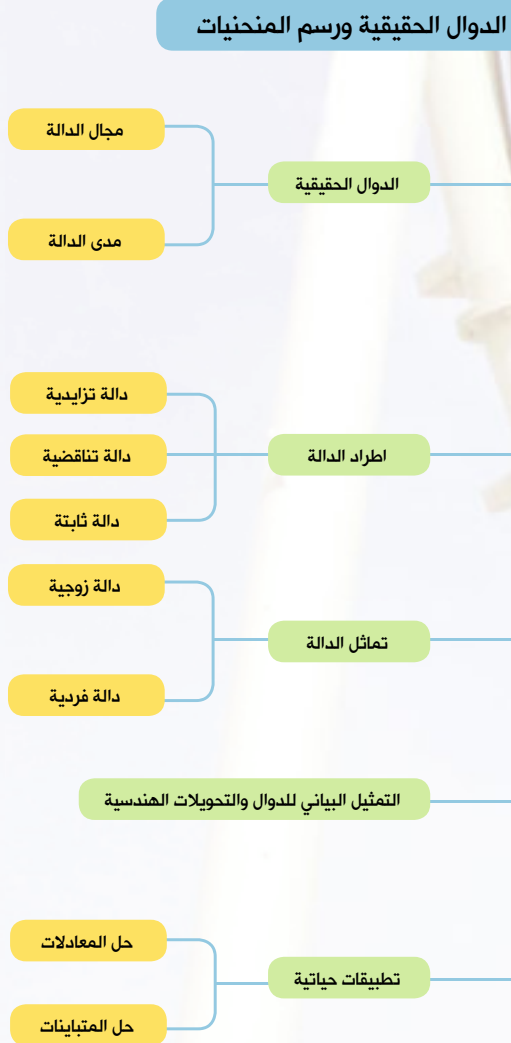 الدوال الحقيقية ورسم المنحنيات
الدوال الحقيقية
مجال الدالة
مدى الدالة
اطراد الدالة
دالة تزايدية
دالة تناقضية
دالة ثابتة
تماثل الدالة
دالة زوجية
دالة فردية
التمثيل البياني للدوال والتحويلات الهندسية
تطبيقات حياتية
حل المعادلات
حل المتباينات